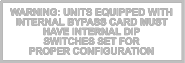 WARNING: UNITS EQUIPPED WITH
INTERNAL BYPASS CARD MUST
HAVE INTERNAL DIP
SWITCHES SET FOR
PROPER CONFIGURATION